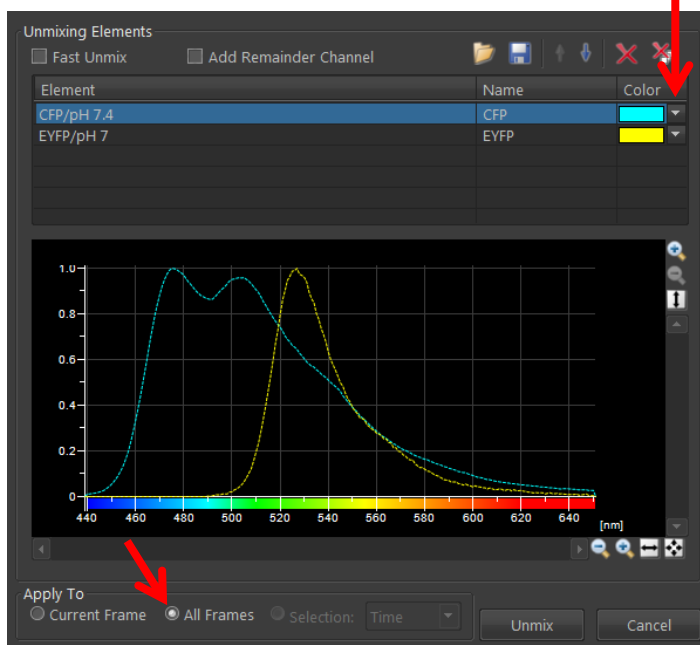 Unmixing Elements
Fast Unmix Add Remainder Channel
Element Name Color
CFP/pH 7.4 CFP
EYFP/pH 7 EYFP
1.0
0.8
0.6
0.4
0.2
0
440 460 480 500 520 540 560 580 600 620 640
[nm]
Apply To
Current Frame All Frames Selection: Time
Unmix Cancel